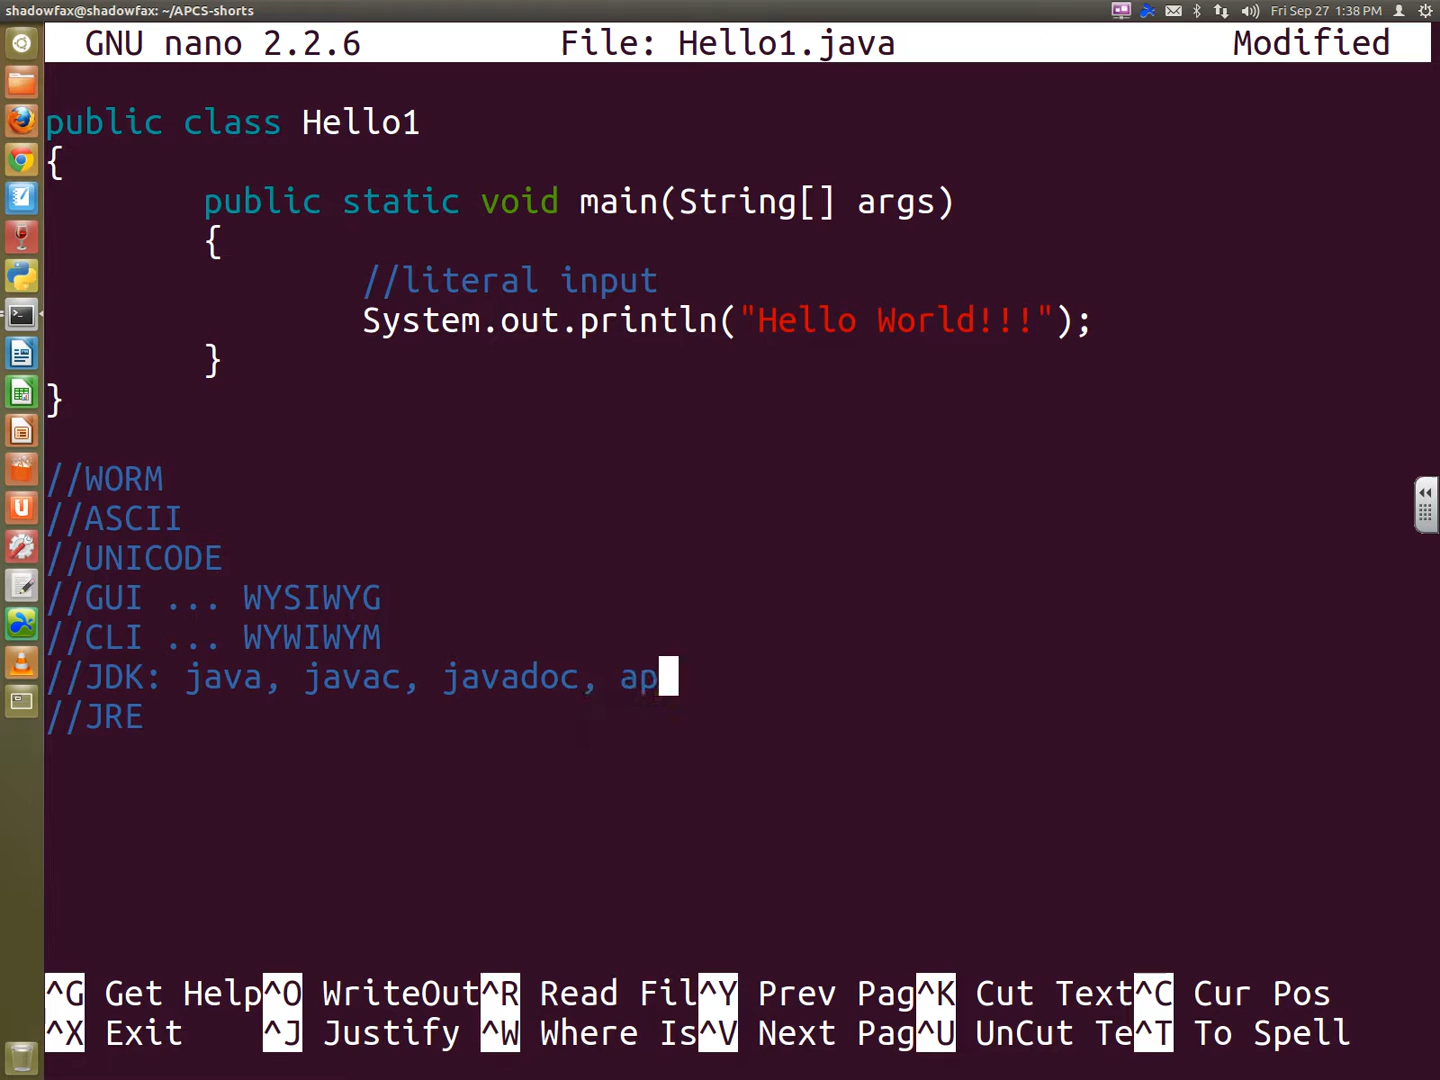 shadowfax@shadowfax: ~/APCS-shorts Fri Sep 27 1:38 PM
GNU nano 2.2.6 File: Hello1.java Modified
public class Hello1
{
public static void main(String[] args)
{
//literal input
System.out.println("Hello World!!!");
}
}
//WORM
//ASCII
//UNICODE
//GUI ... WYSIWYG
//CLI ... WYWIWYM
//JDK: java, javac, javadoc, ap
//JRE
^G Get Help ^O WriteOut ^R Read Fil ^Y Prev Pag ^K Cut Text ^C Cur Pos
^X Exit ^J Justify ^W Where Is ^V Next Pag ^U UnCut Te ^T To Spell